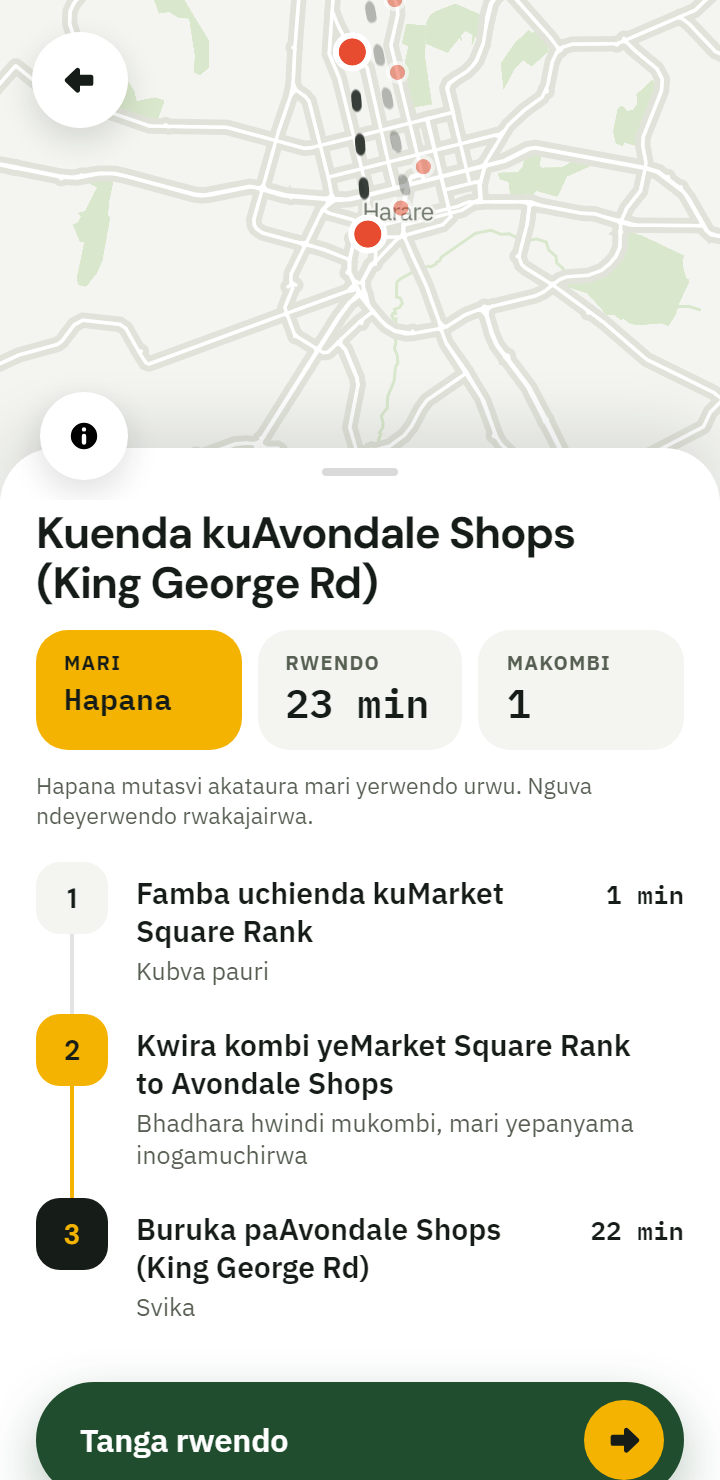 Harare
Kuenda kuAvondale Shops
(King George Rd)
MARI
Hapana
RWENDO
23 min
MAKOMBI
1
Hapana mutasvi akataura mari yerwendo urwu. Nguva
ndeyerwendo rwakajairwa.
1
Famba uchienda kuMarket
Square Rank
1 min
Kubva pauri
2
Kwira kombi yeMarket Square Rank
to Avondale Shops
Bhadhara hwindi mukombi, mari yepanyama
inogamuchirwa
3
Buruka paAvondale Shops
(King George Rd)
22 min
Svika
Tanga rwendo